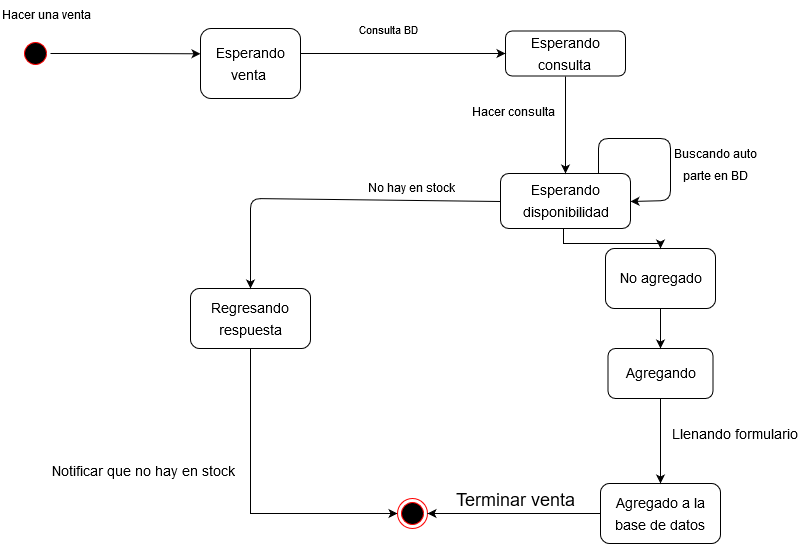 Hacer una venta
Consulta BD
Esperando
venta
Esperando
consulta
Hacer consulta
Buscando auto
parte en BD
No hay en stock
Esperando
disponibilidad
No agregado
Regresando
respuesta
Agregando
Llenando formulario
Notificar que no hay en stock
Terminar venta
Agregado a la
base de datos